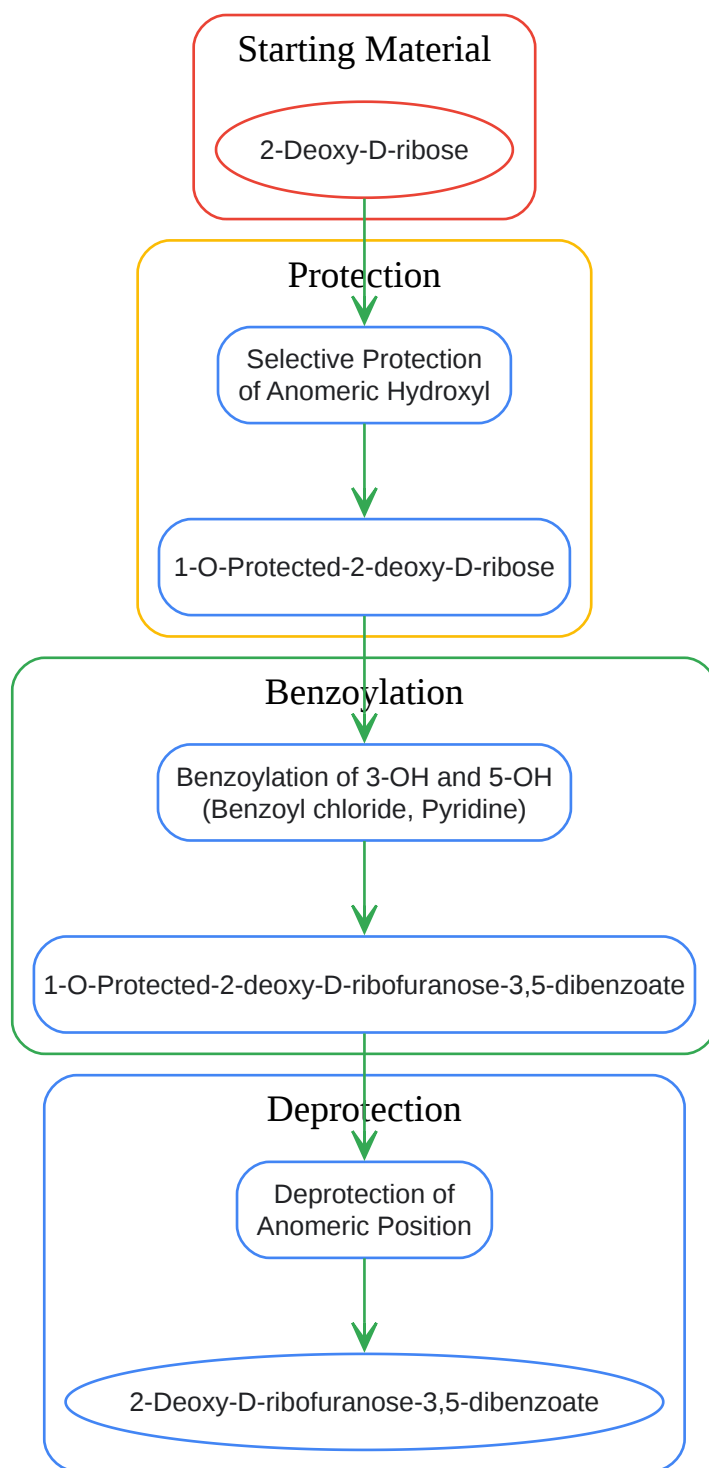 Starting Material
2-Deoxy-D-ribose
Protection
Selective Protection
of Anomeric Hydroxyl
1-O-Protected-2-deoxy-D-ribose
Benzoylation
Benzoylation of 3-OH and 5-OH
(Benzoyl chloride, Pyridine)
1-O-Protected-2-deoxy-D-ribofuranose-3,5-dibenzoate
Deprotection
Deprotection of
Anomeric Position
2-Deoxy-D-ribofuranose-3,5-dibenzoate